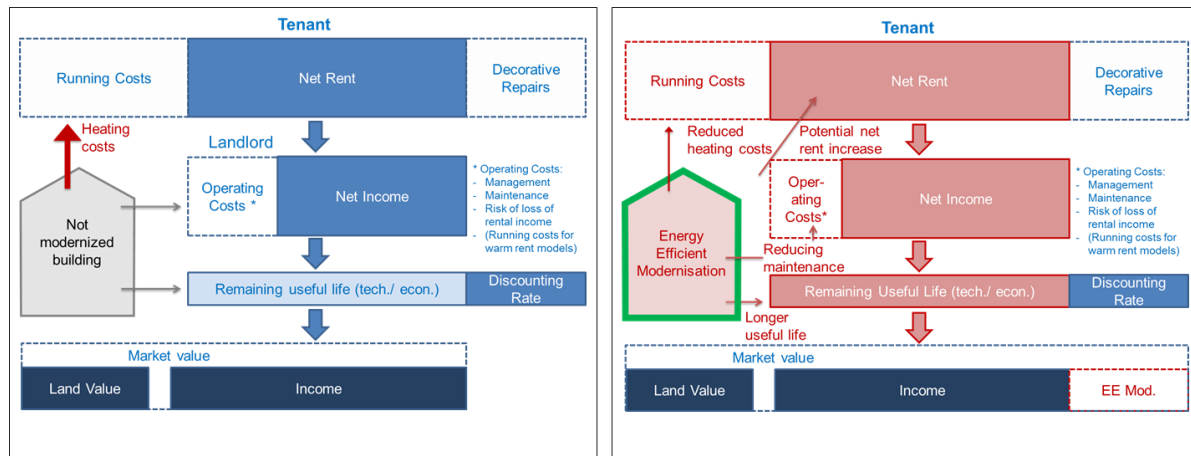 Tenant
Running Costs
Net Rent
Decorative
Repairs
Heating
costs
Landlord
Operating
Costs *
Net Income
* Operating Costs:
- Management
- Maintenance
- Risk of loss of
rental income
- (Running costs for
warm rent models)
Not
modernized
building
Remaining useful life (tech./ econ.)
Discounting
Rate
Market value
Land Value
Income
Tenant
Running Costs
Net Rent
Decorative
Repairs
Reduced
heating costs
Potential net
rent increase
Oper-
ating
Costs*
Net Income
* Operating Costs:
- Management
- Maintenance
- Risk of loss of
rental income
- (Running costs for
warm rent models)
Energy
Efficient
Modernisation
Reducing
maintenance
Remaining Useful Life (tech./ econ.)
Discounting
Rate
Longer
useful life
Market value
Land Value
Income
EE Mod.